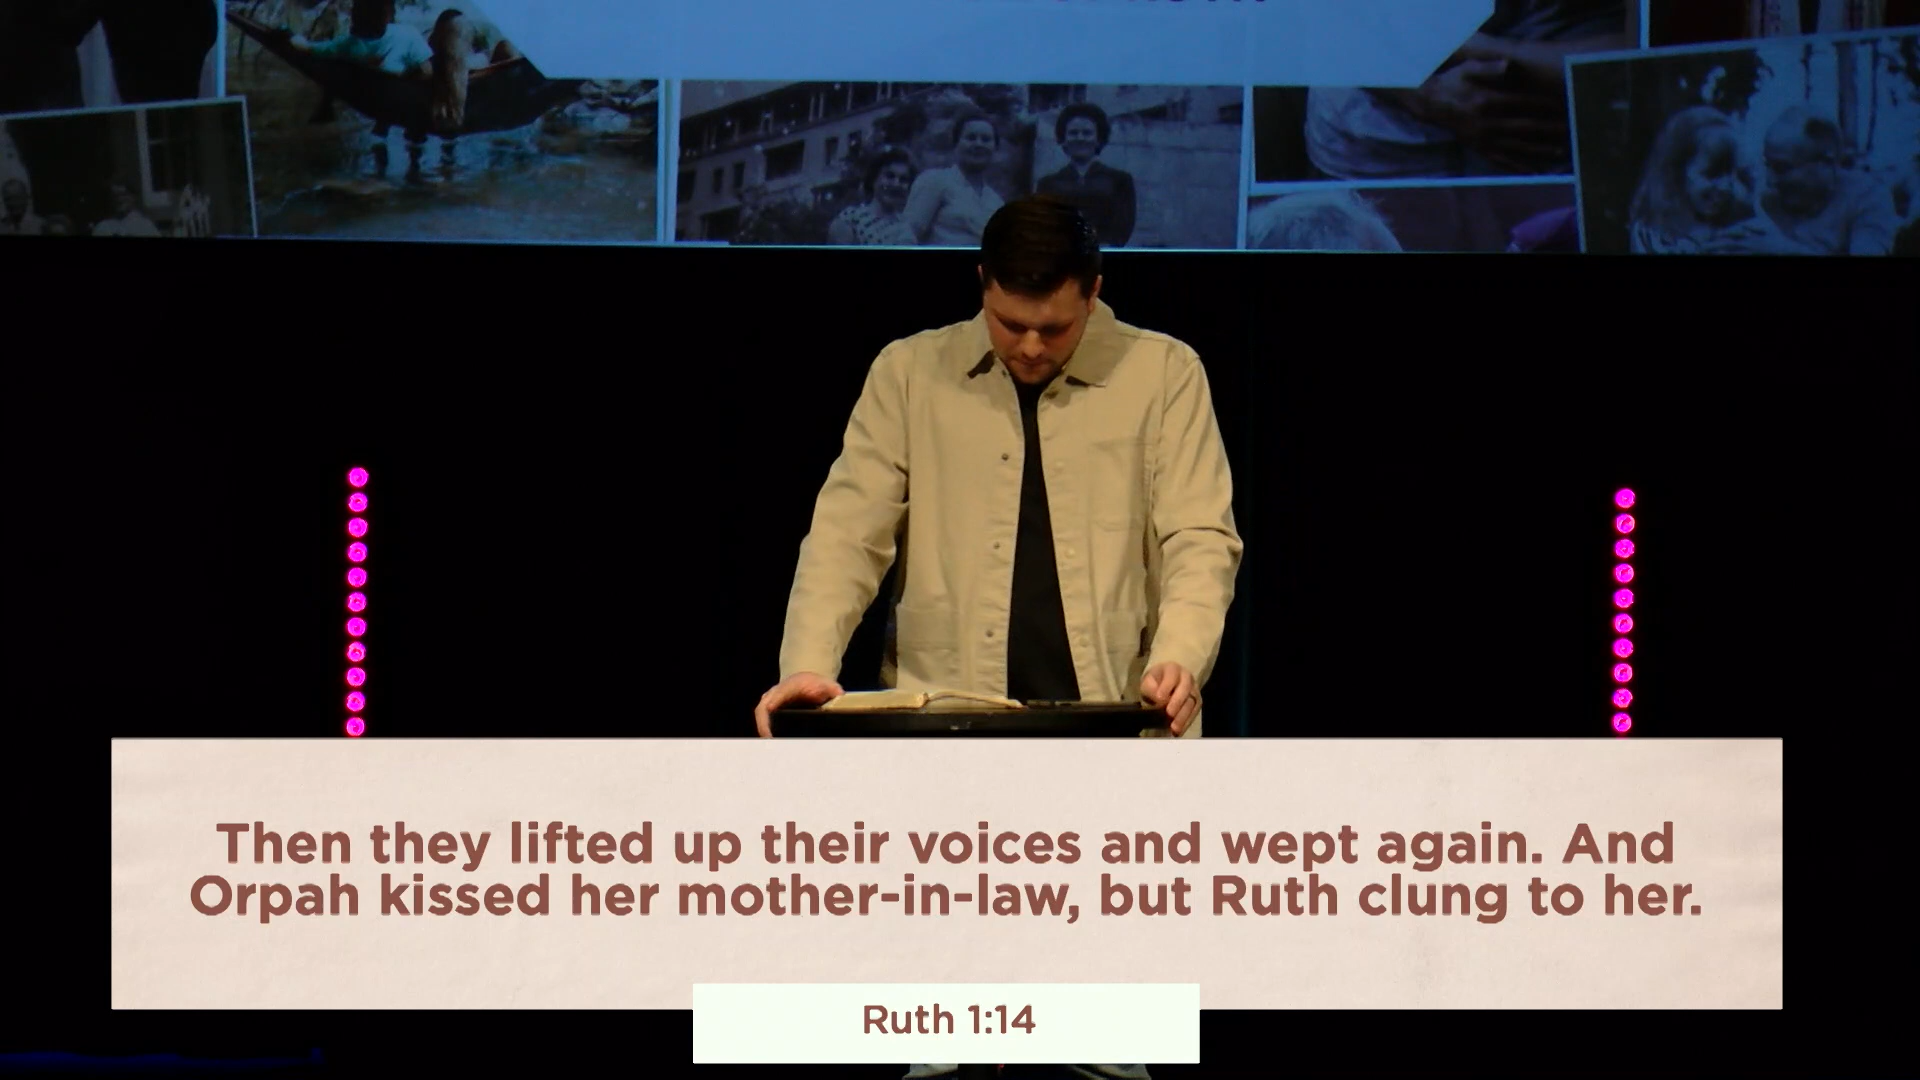 Then they lifted up their voices and wept again. And
Orpah kissed her mother-in-law, but Ruth clung to her.
Ruth 1:14